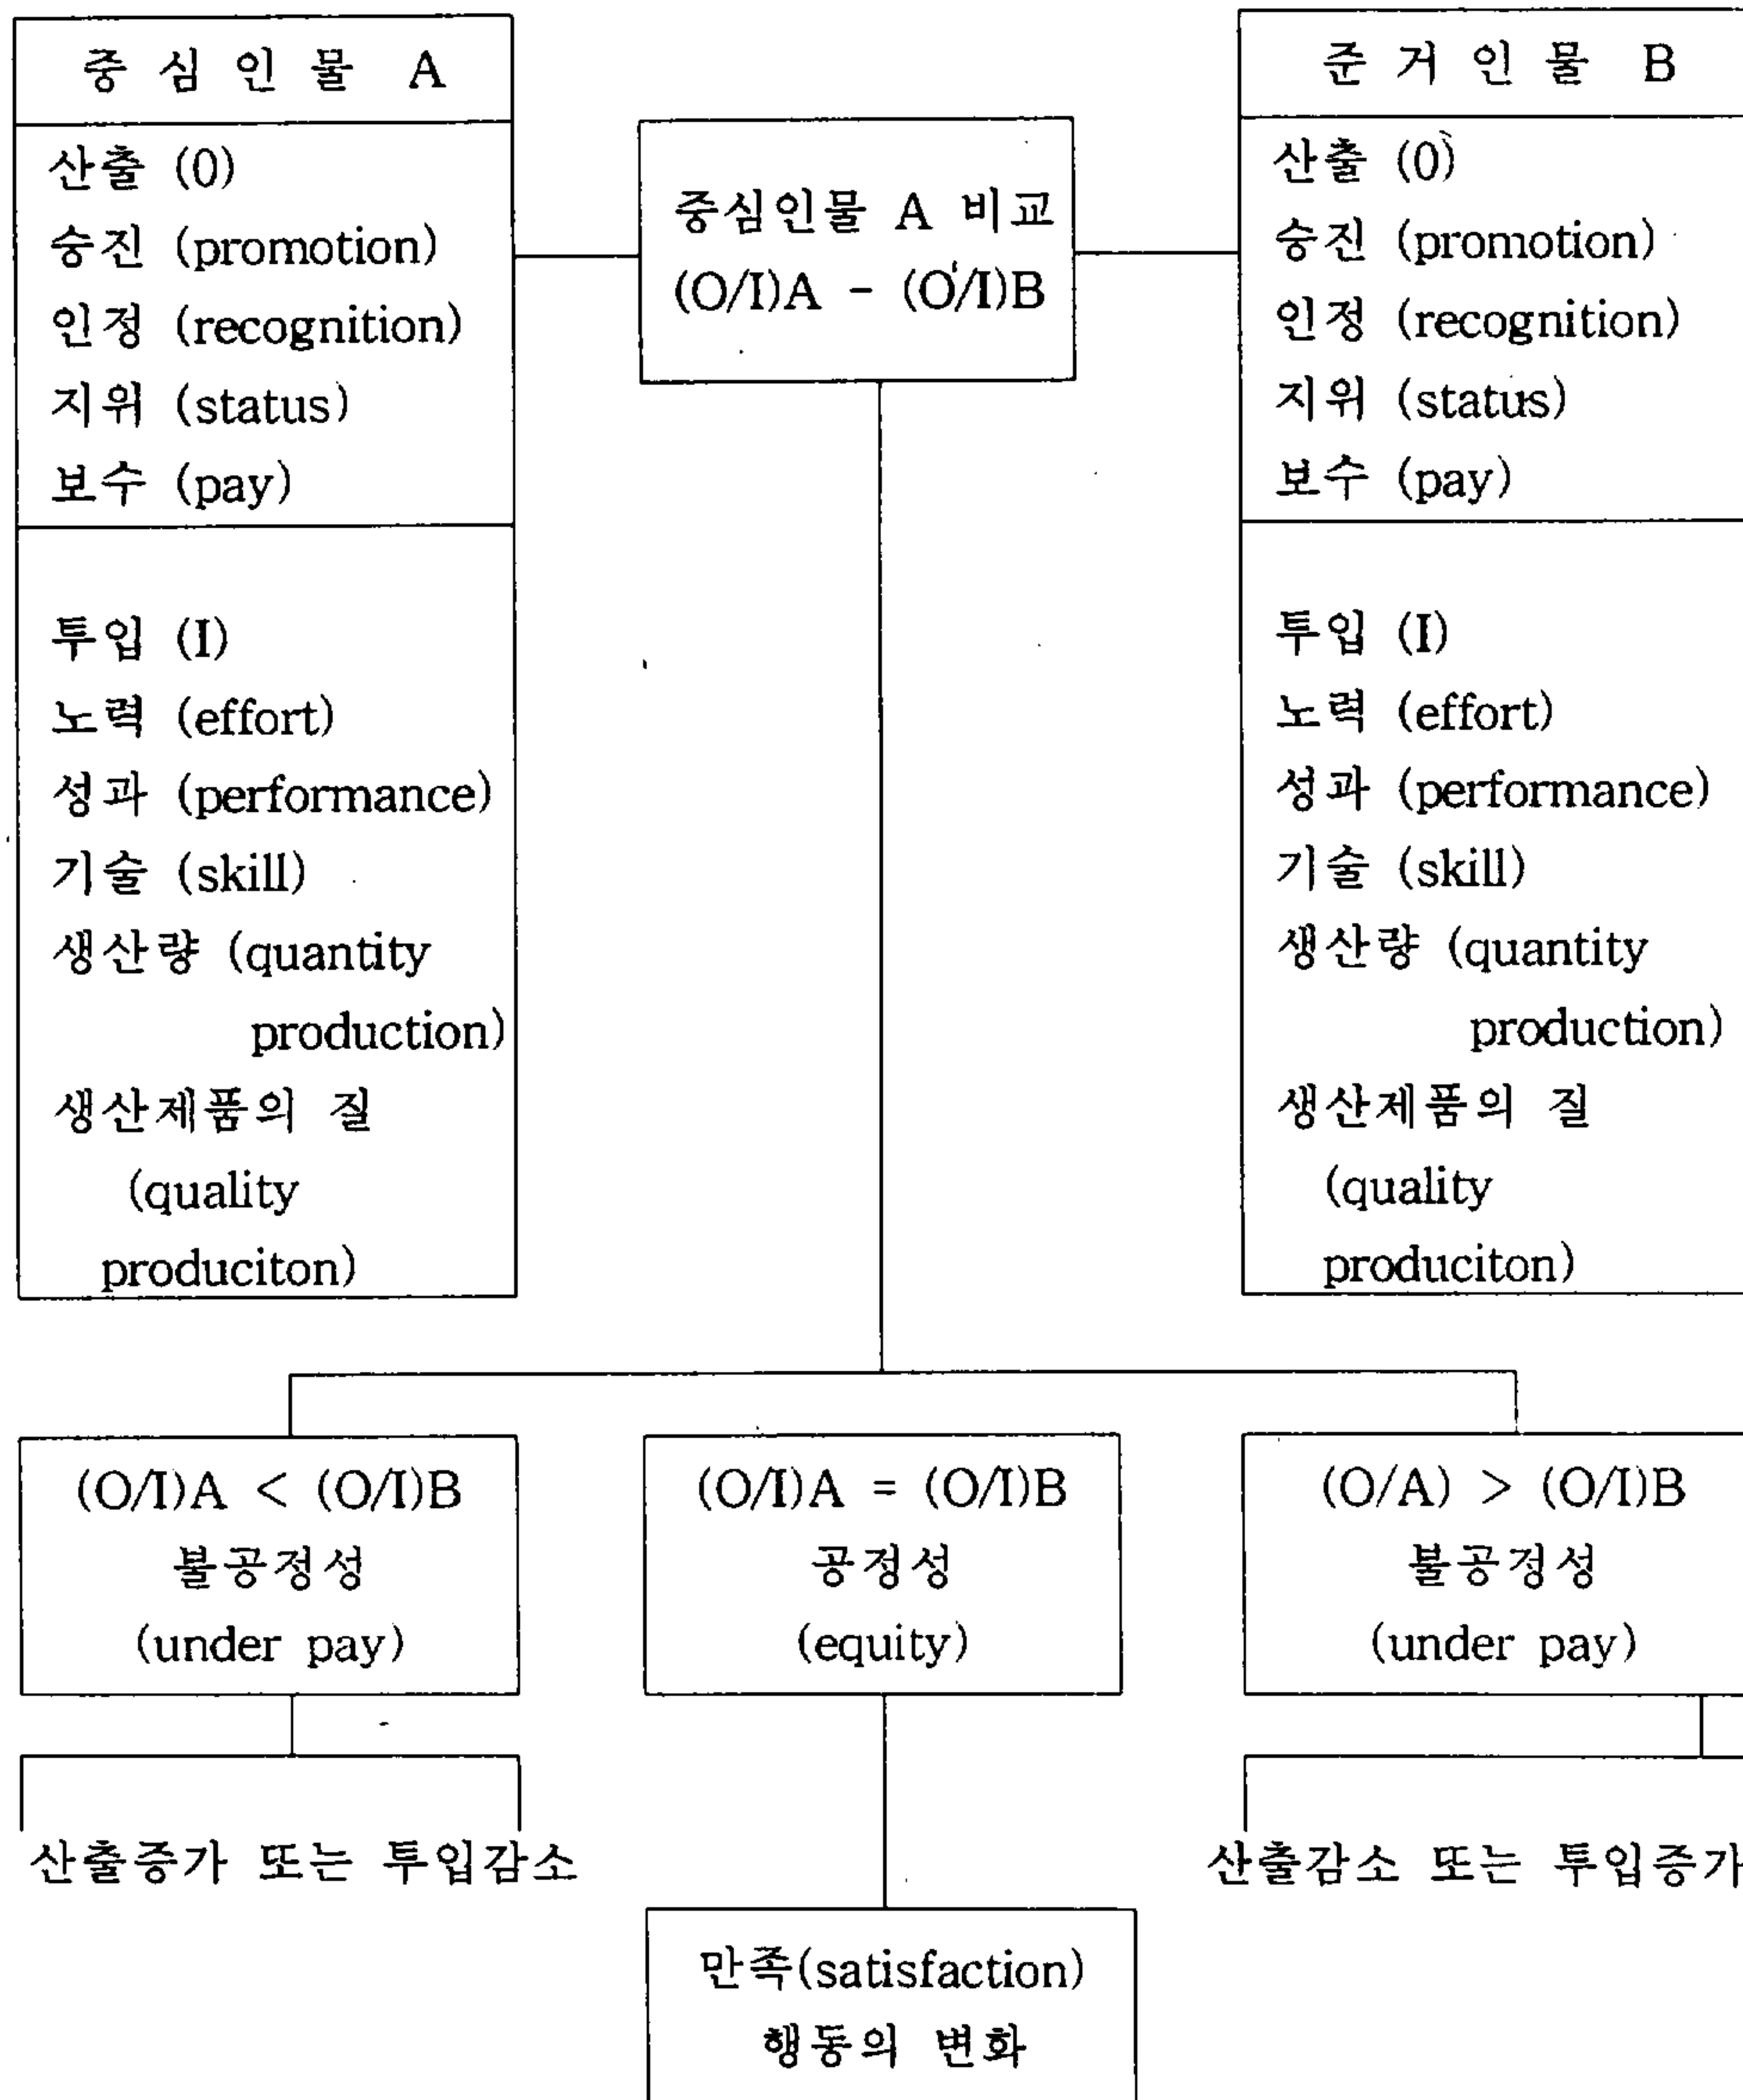 중 심 인 물 A
산출 (0)
승진 (promotion)
인정 (recognition)
지위 (status)
보수 (pay)
투입 (I)
노력 (effort)
성과 (performance)
기술 (skill)
생산량 (quantity
production)
생산제품의 질
(quality
produciton)
중심인물 A 비교
(O/I)A - (O/I)B
준 거 인 물 B
산출 (0)
승진 (promotion)
인정 (recognition)
지위 (status)
보수 (pay)
투입 (I)
노력 (effort)
성과 (performance)
기술 (skill)
생산량 (quantity
production)
생산제품의 질
(quality
produciton)
(O/I)A < (O/I)B
불공정성
(under pay)
산출증가 또는 투입감소
(O/I)A = (O/I)B
공정성
(equity)
만족(satisfaction)
행동의 변화
(O/A) > (O/I)B
불공정성
(under pay)
산출감소 또는 투입증가